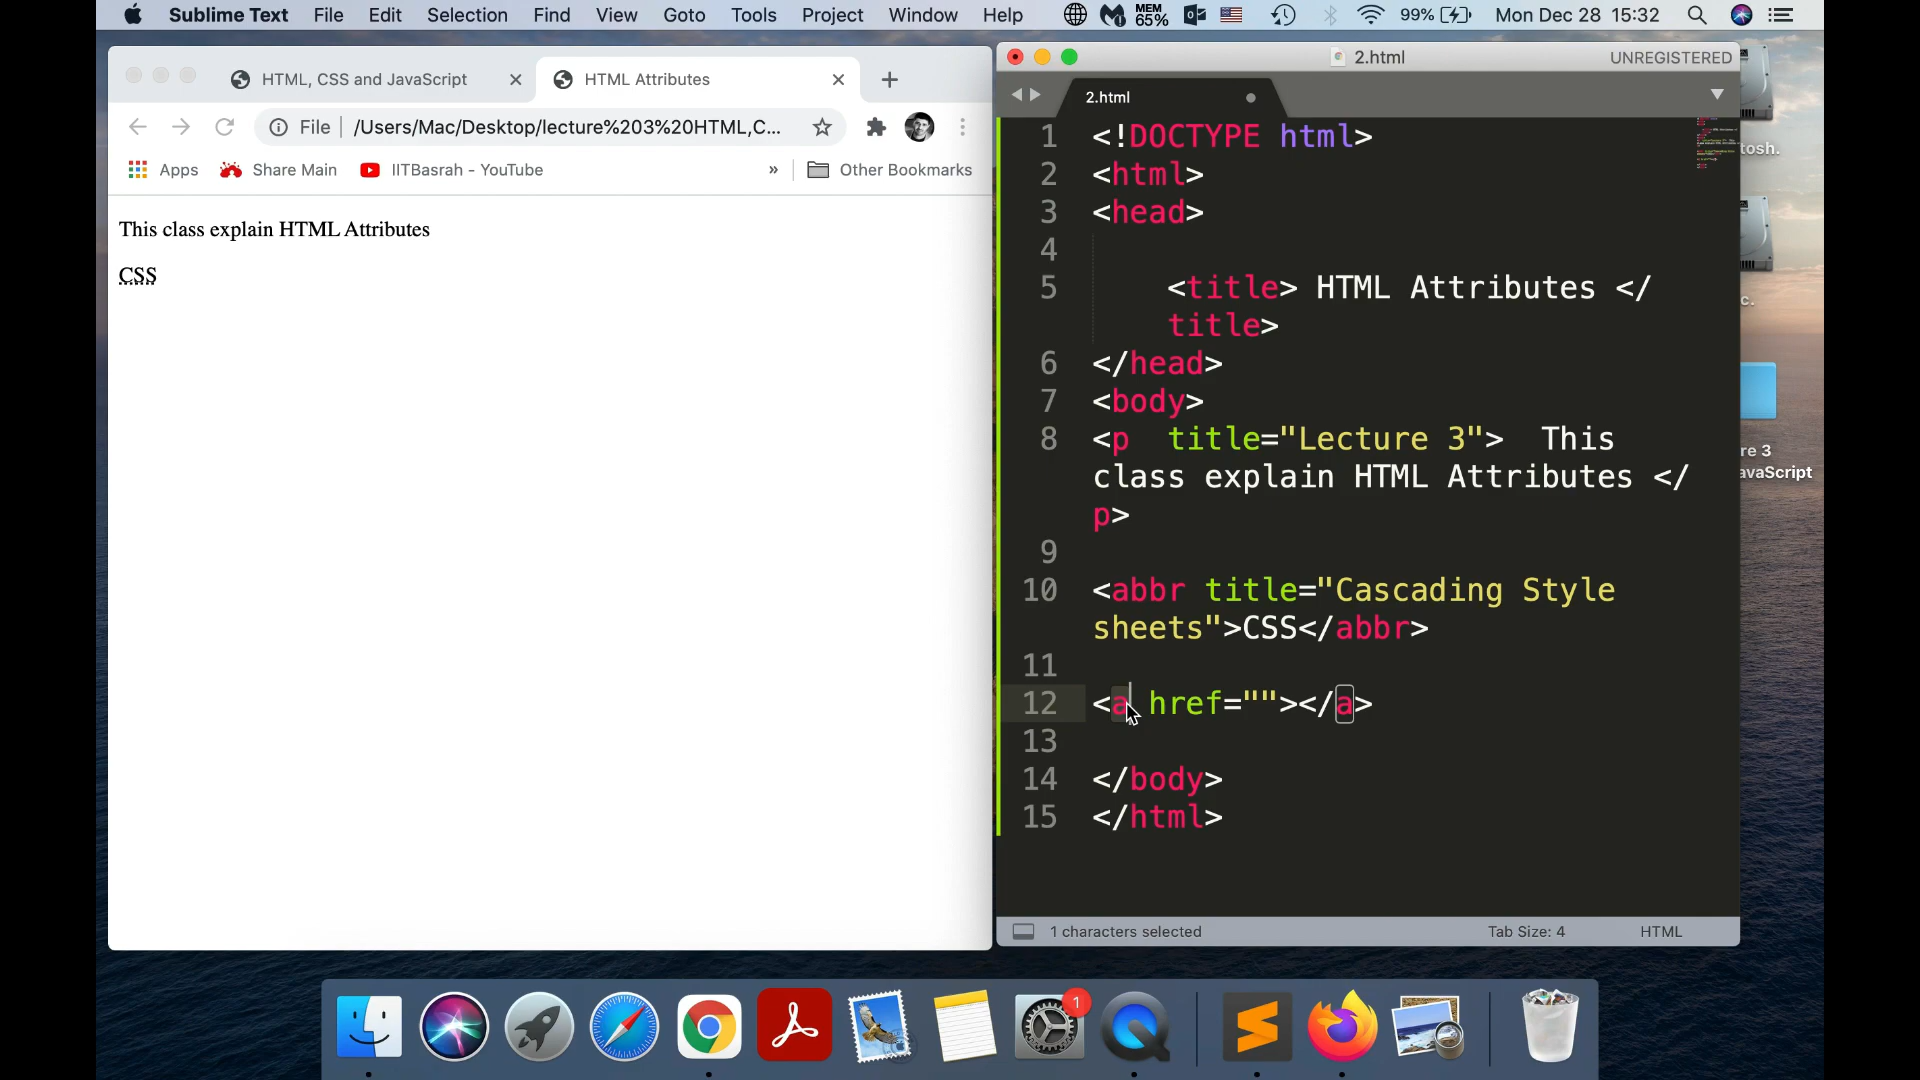 Sublime Text File Edit Selection Find View Goto Tools Project Window Help MEM 65% 99% Mon Dec 28 15:32
HTML, CSS and JavaScript
HTML Attributes
File /Users/Mac/Desktop/lecture%203%20HTML,C...
Apps Share Main IITBasrah - YouTube » Other Bookmarks
This class explain HTML Attributes
CSS
2.html UNREGISTERED
2.html
1 <!DOCTYPE html>
2 <html>
3 <head>
4
5 <title> HTML Attributes </
title>
6 </head>
7 <body>
8 <p title="Lecture 3"> This
class explain HTML Attributes </
p>
9
10 <abbr title="Cascading Style
sheets">CSS</abbr>
11
12 <a href=""></a>
13
14 </body>
15 </html>
1 characters selected Tab Size: 4 HTML
tosh.
c.
re 3
avaScript
1